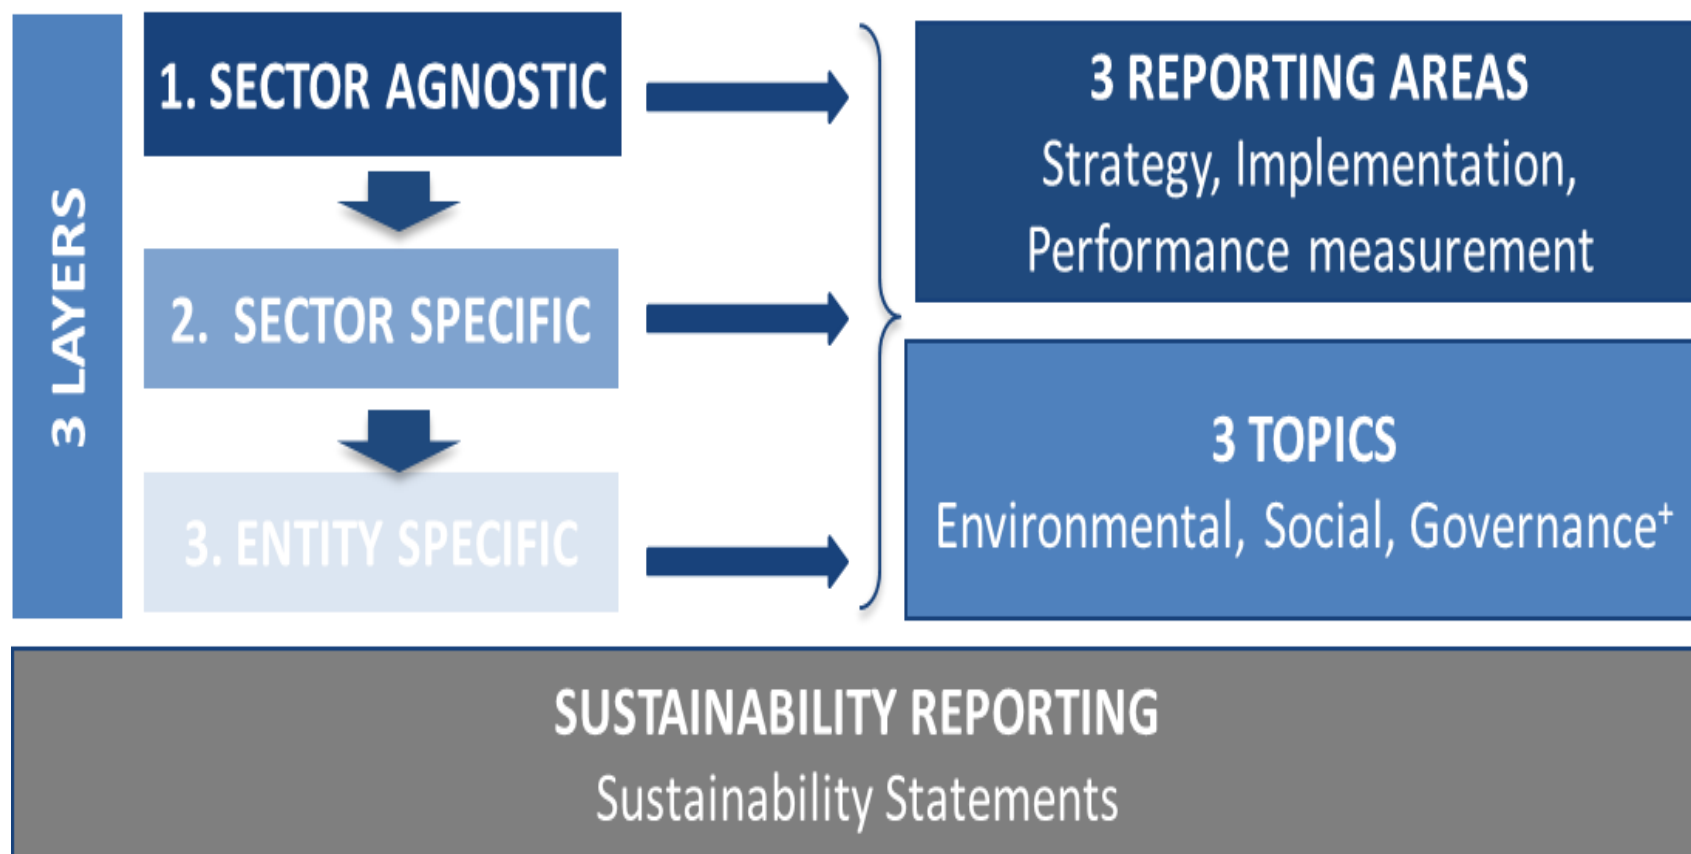 3 LAYERS
1. SECTOR AGNOSTIC
2. SECTOR SPECIFIC
3. ENTITY SPECIFIC
3 REPORTING AREAS
Strategy, Implementation,
Performance measurement
3 TOPICS
Environmental, Social, Governance⁺
SUSTAINABILITY REPORTING
Sustainability Statements